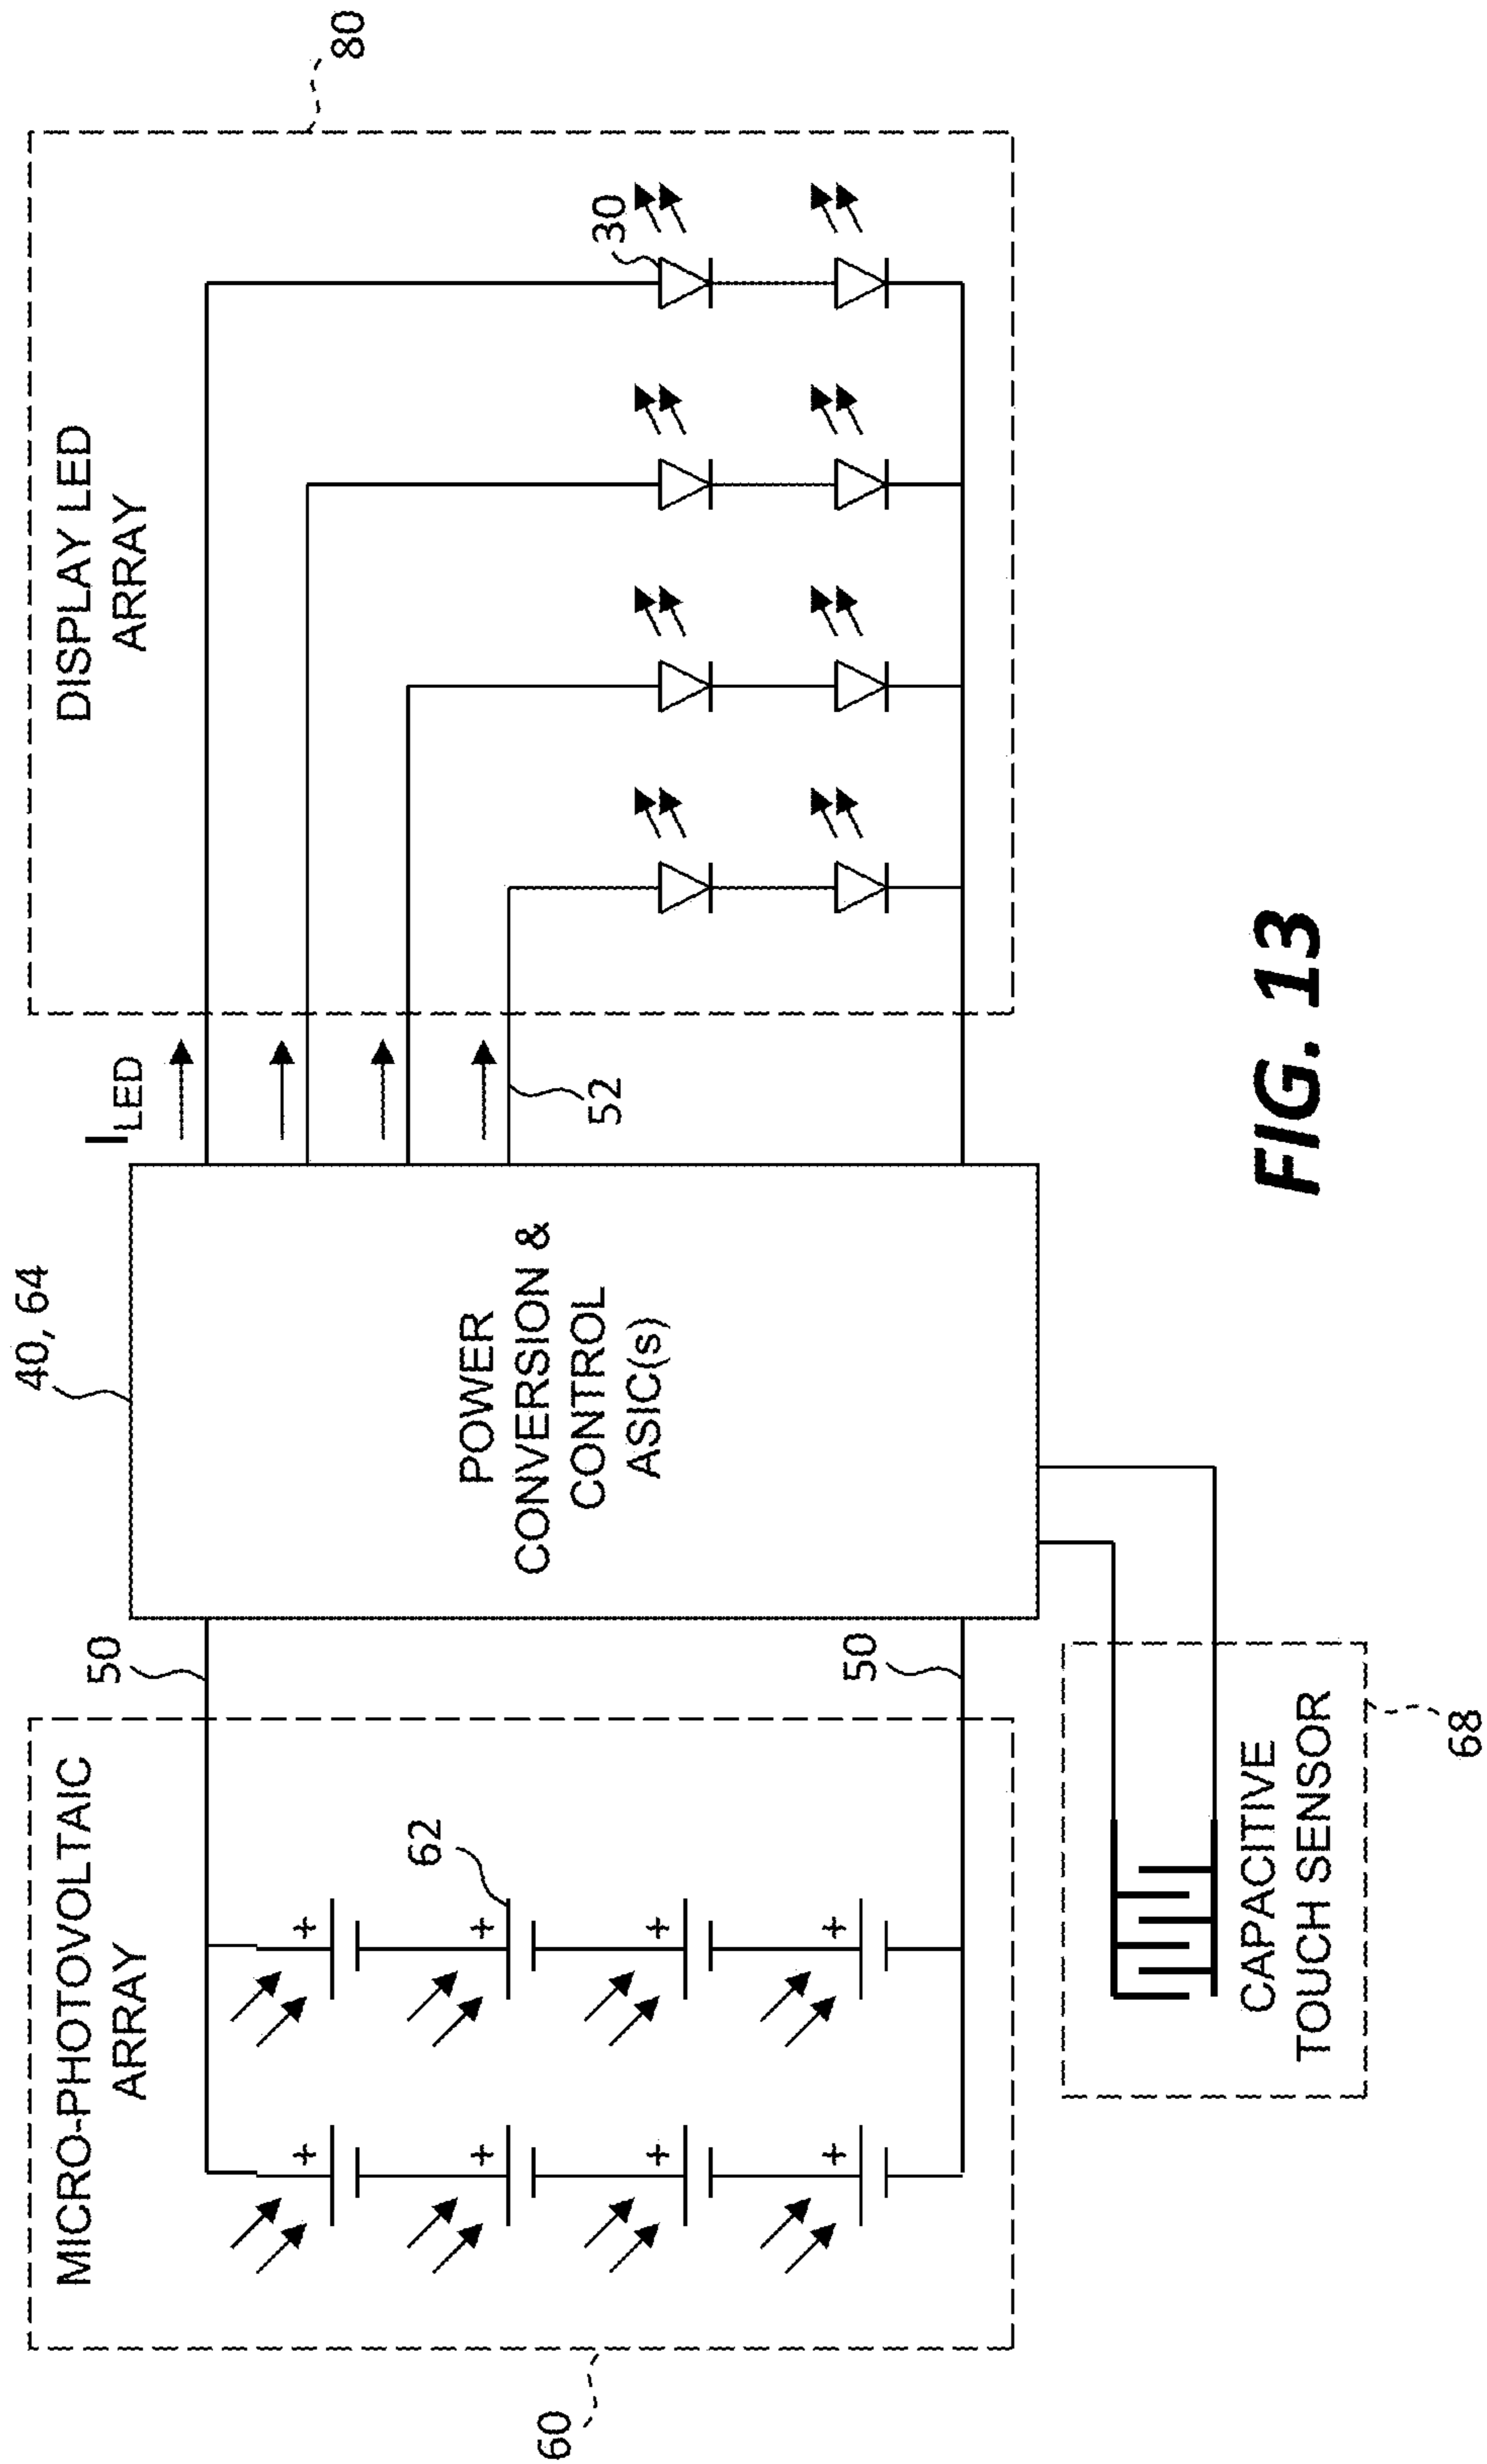 MICRO-PHOTOVOLTAIC
ARRAY
60
62
+
+
+
+
+
+
+
+
50
50
40, 64
POWER
CONVERSION &
CONTROL
ASIC(s)
I LED
52
DISPLAY LED
ARRAY
30
80
CAPACITIVE
TOUCH SENSOR
68
FIG. 13